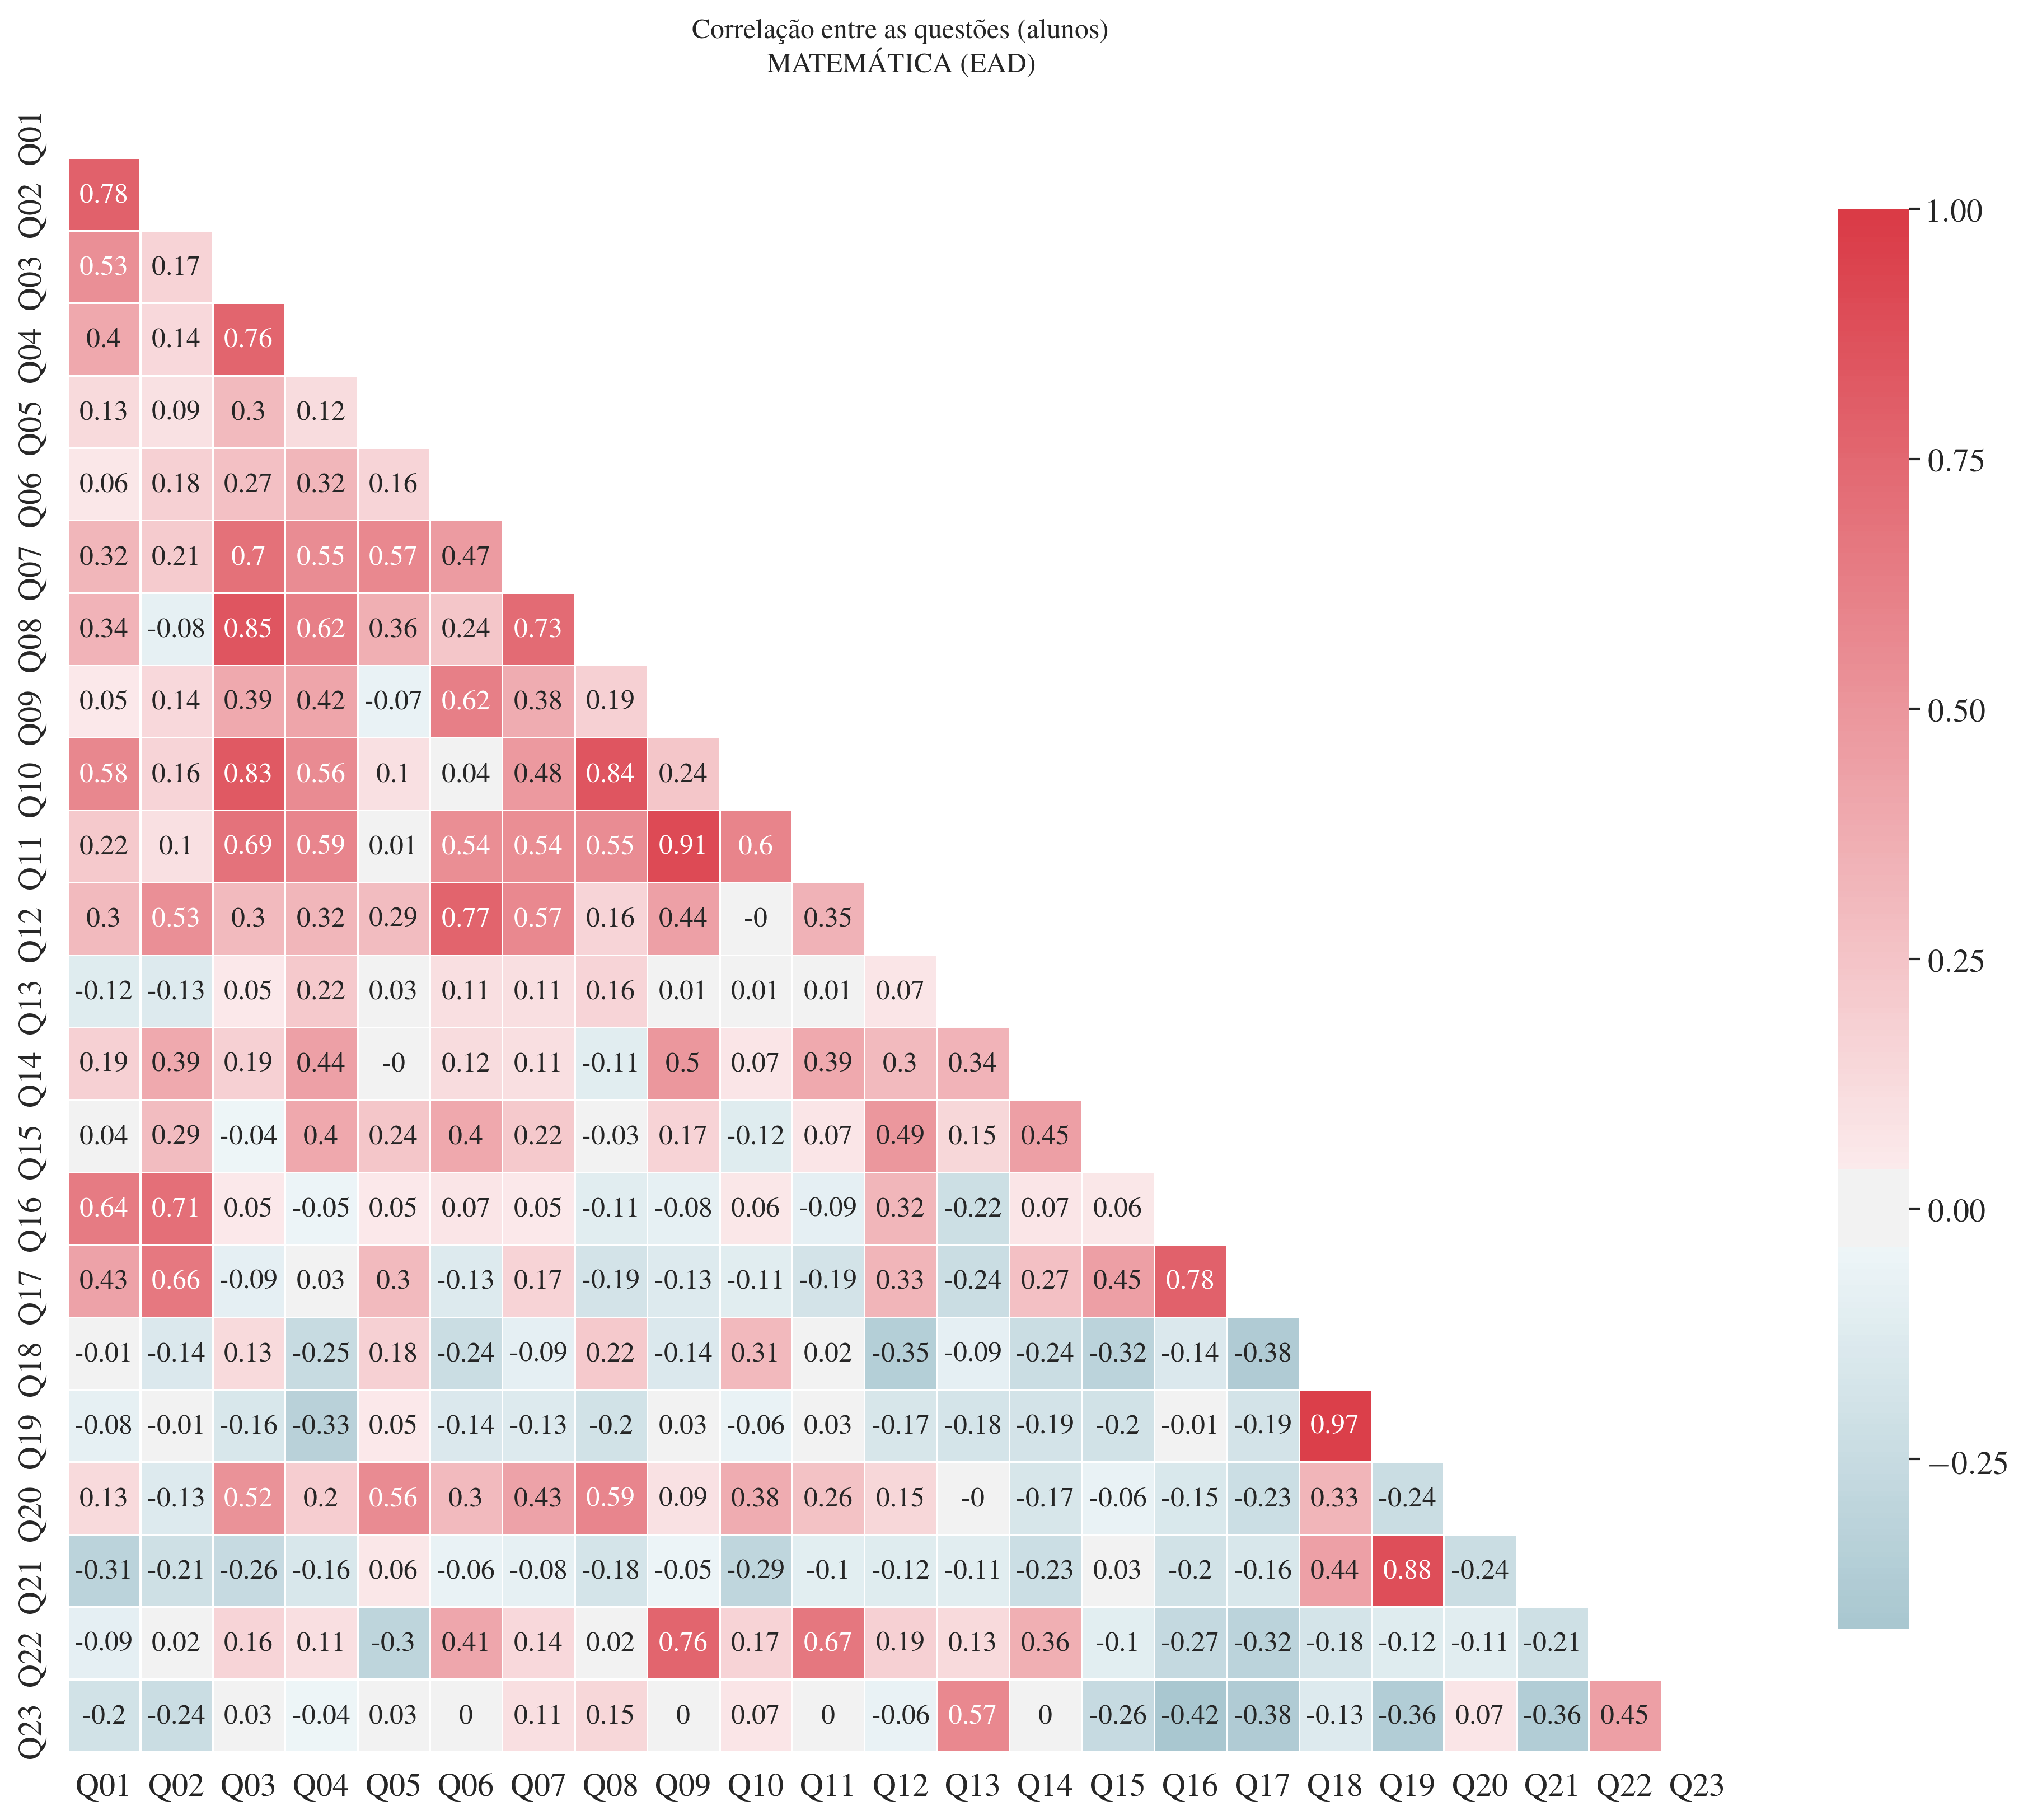 Correlação entre as questões (alunos)
MATEMÁTICA (EAD)
Q01
Q02 0.78
Q03 0.53 0.17
Q04 0.4 0.14 0.76
Q05 0.13 0.09 0.3 0.12
Q06 0.06 0.18 0.27 0.32 0.16
Q07 0.32 0.21 0.7 0.55 0.57 0.47
Q08 0.34 -0.08 0.85 0.62 0.36 0.24 0.73
Q09 0.05 0.14 0.39 0.42 -0.07 0.62 0.38 0.19
Q10 0.58 0.16 0.83 0.56 0.1 0.04 0.48 0.84 0.24
Q11 0.22 0.1 0.69 0.59 0.01 0.54 0.54 0.55 0.91 0.6
Q12 0.3 0.53 0.3 0.32 0.29 0.77 0.57 0.16 0.44 -0 0.35
Q13 -0.12 -0.13 0.05 0.22 0.03 0.11 0.11 0.16 0.01 0.01 0.01 0.07
Q14 0.19 0.39 0.19 0.44 -0 0.12 0.11 -0.11 0.5 0.07 0.39 0.3 0.34
Q15 0.04 0.29 -0.04 0.4 0.24 0.4 0.22 -0.03 0.17 -0.12 0.07 0.49 0.15 0.45
Q16 0.64 0.71 0.05 -0.05 0.05 0.07 0.05 -0.11 -0.08 0.06 -0.09 0.32 -0.22 0.07 0.06
Q17 0.43 0.66 -0.09 0.03 0.3 -0.13 0.17 -0.19 -0.13 -0.11 -0.19 0.33 -0.24 0.27 0.45 0.78
Q18 -0.01 -0.14 0.13 -0.25 0.18 -0.24 -0.09 0.22 -0.14 0.31 0.02 -0.35 -0.09 -0.24 -0.32 -0.14 -0.38
Q19 -0.08 -0.01 -0.16 -0.33 0.05 -0.14 -0.13 -0.2 0.03 -0.06 0.03 -0.17 -0.18 -0.19 -0.2 -0.01 -0.19 0.97
Q20 0.13 -0.13 0.52 0.2 0.56 0.3 0.43 0.59 0.09 0.38 0.26 0.15 -0 -0.17 -0.06 -0.15 -0.23 0.33 -0.24
Q21 -0.31 -0.21 -0.26 -0.16 0.06 -0.06 -0.08 -0.18 -0.05 -0.29 -0.1 -0.12 -0.11 -0.23 0.03 -0.2 -0.16 0.44 0.88 -0.24
Q22 -0.09 0.02 0.16 0.11 -0.3 0.41 0.14 0.02 0.76 0.17 0.67 0.19 0.13 0.36 -0.1 -0.27 -0.32 -0.18 -0.12 -0.11 -0.21
Q23 -0.2 -0.24 0.03 -0.04 0.03 0 0.11 0.15 0 0.07 0 -0.06 0.57 0 -0.26 -0.42 -0.38 -0.13 -0.36 0.07 -0.36 0.45
Q01 Q02 Q03 Q04 Q05 Q06 Q07 Q08 Q09 Q10 Q11 Q12 Q13 Q14 Q15 Q16 Q17 Q18 Q19 Q20 Q21 Q22 Q23
1.00
0.75
0.50
0.25
0.00
−0.25